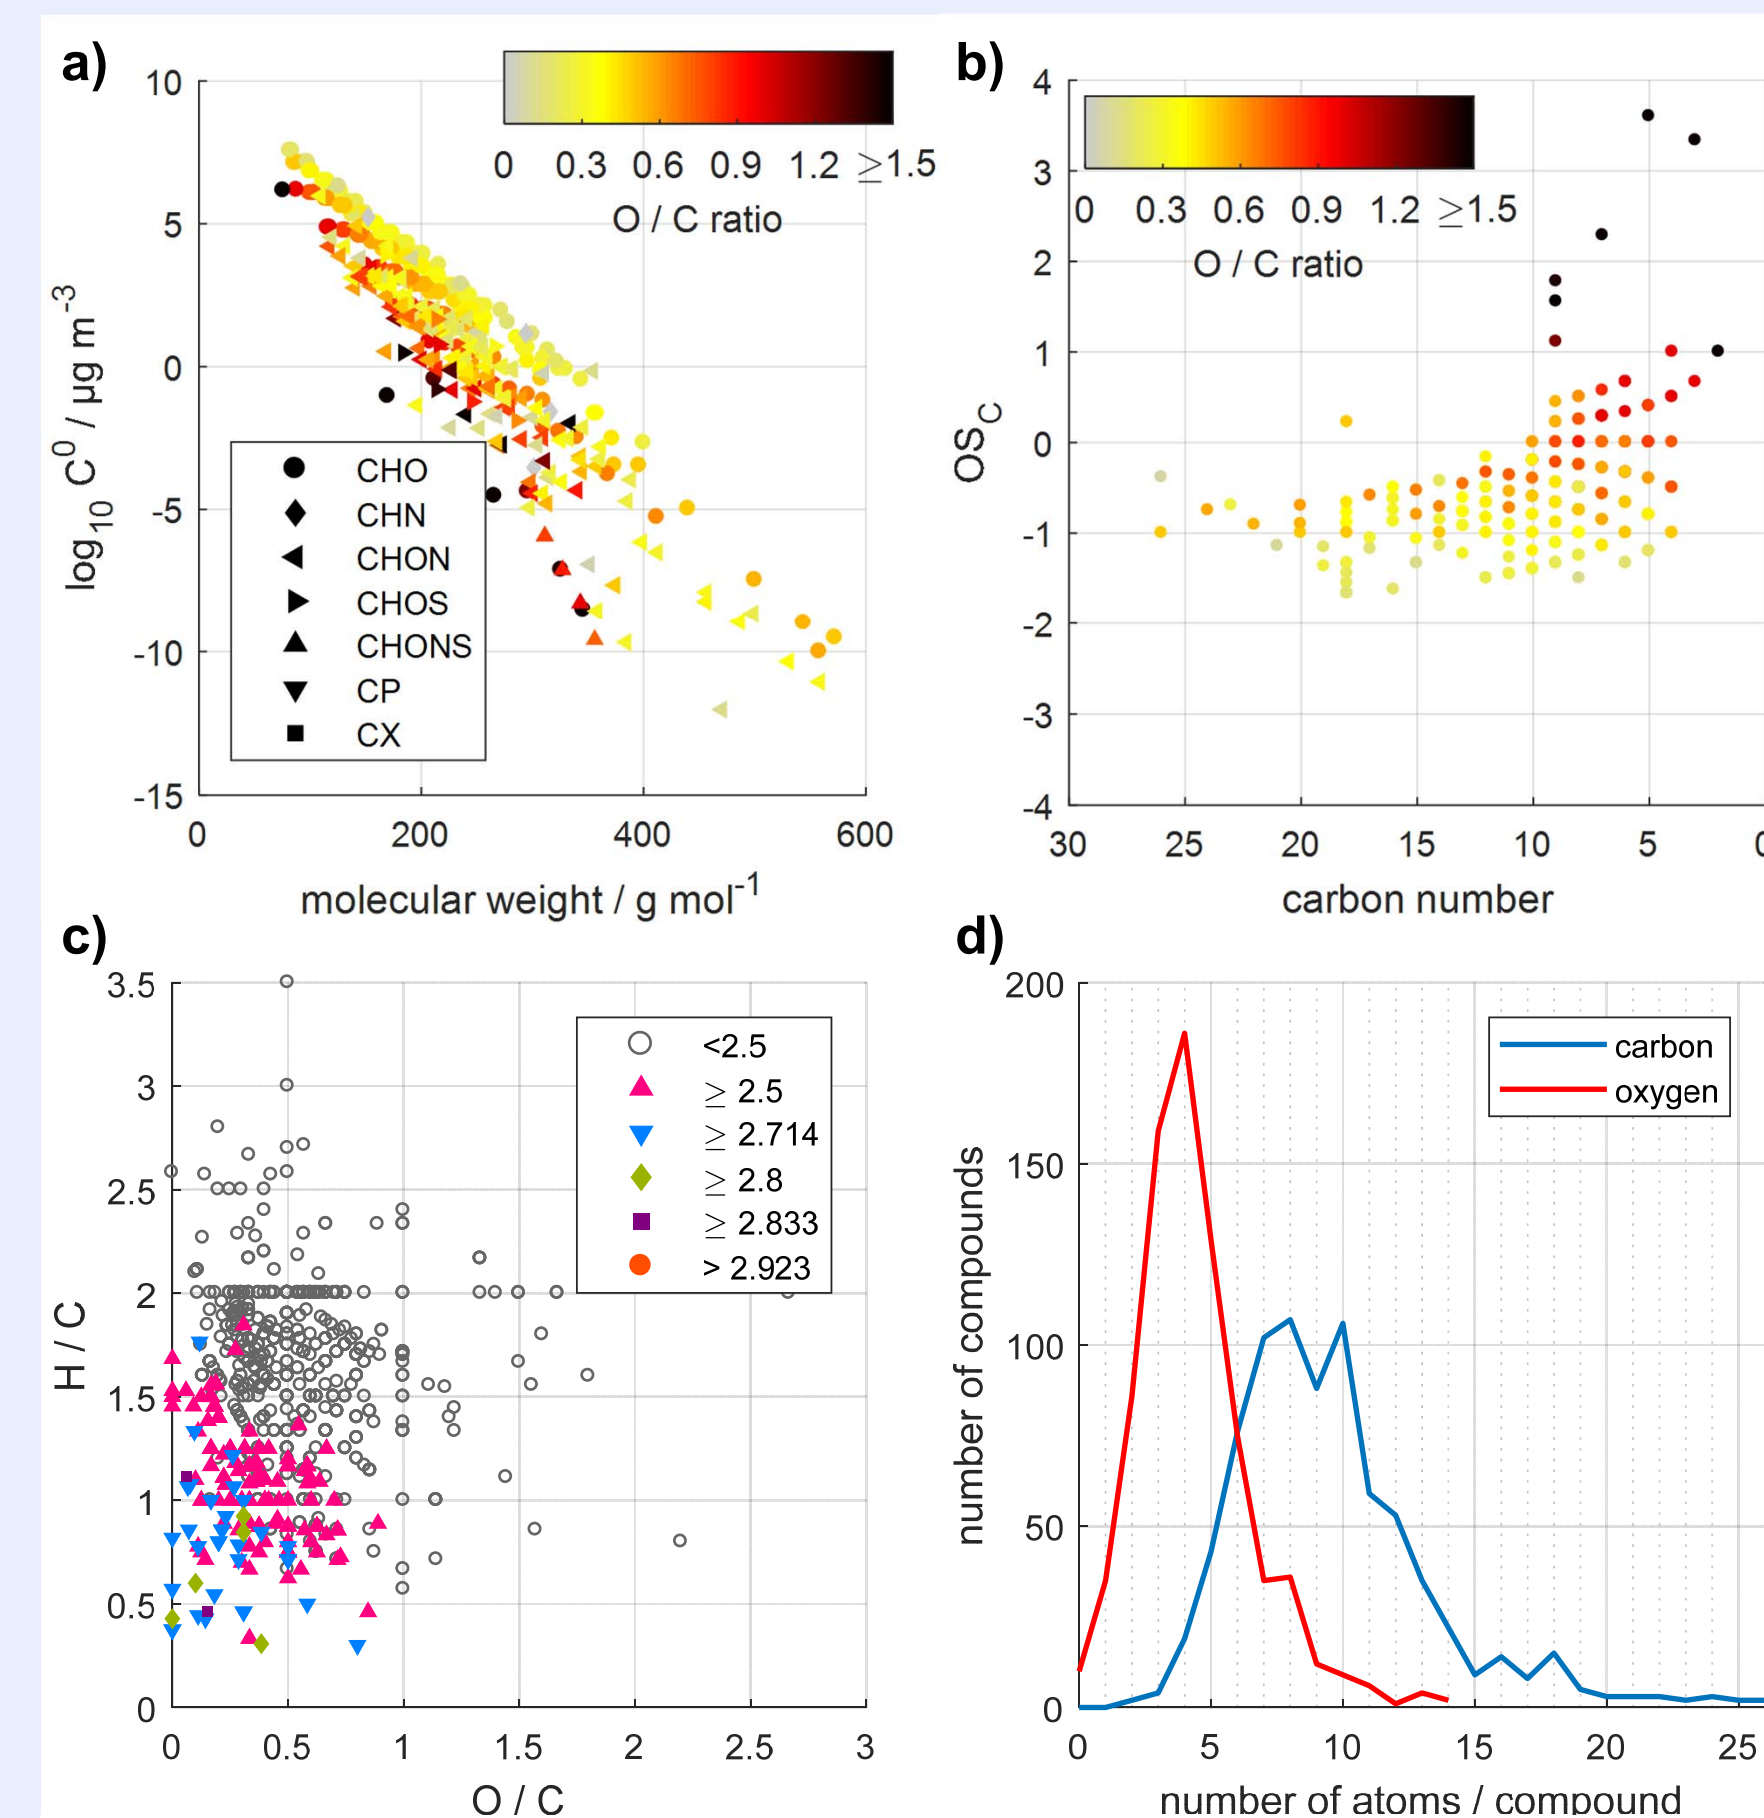 a)
10
5
0
-5
-10
-15
log10 C0 / µg m-3
0 0.3 0.6 0.9 1.2 ≥1.5
O / C ratio
CHO
CHN
CHON
CHOS
CHONS
CP
CX
0 200 400 600
molecular weight / g mol-1
b)
4
3
2
1
0
-1
-2
-3
-4
OSC
0 0.3 0.6 0.9 1.2 ≥1.5
O / C ratio
30 25 20 15 10 5 0
carbon number
c)
3.5
3
2.5
2
1.5
1
0.5
0
H / C
<2.5
≥ 2.5
≥ 2.714
≥ 2.8
≥ 2.833
> 2.923
0 0.5 1 1.5 2 2.5 3
O / C
d)
200
150
100
50
0
number of compounds
carbon
oxygen
0 5 10 15 20 25
number of atoms / compound